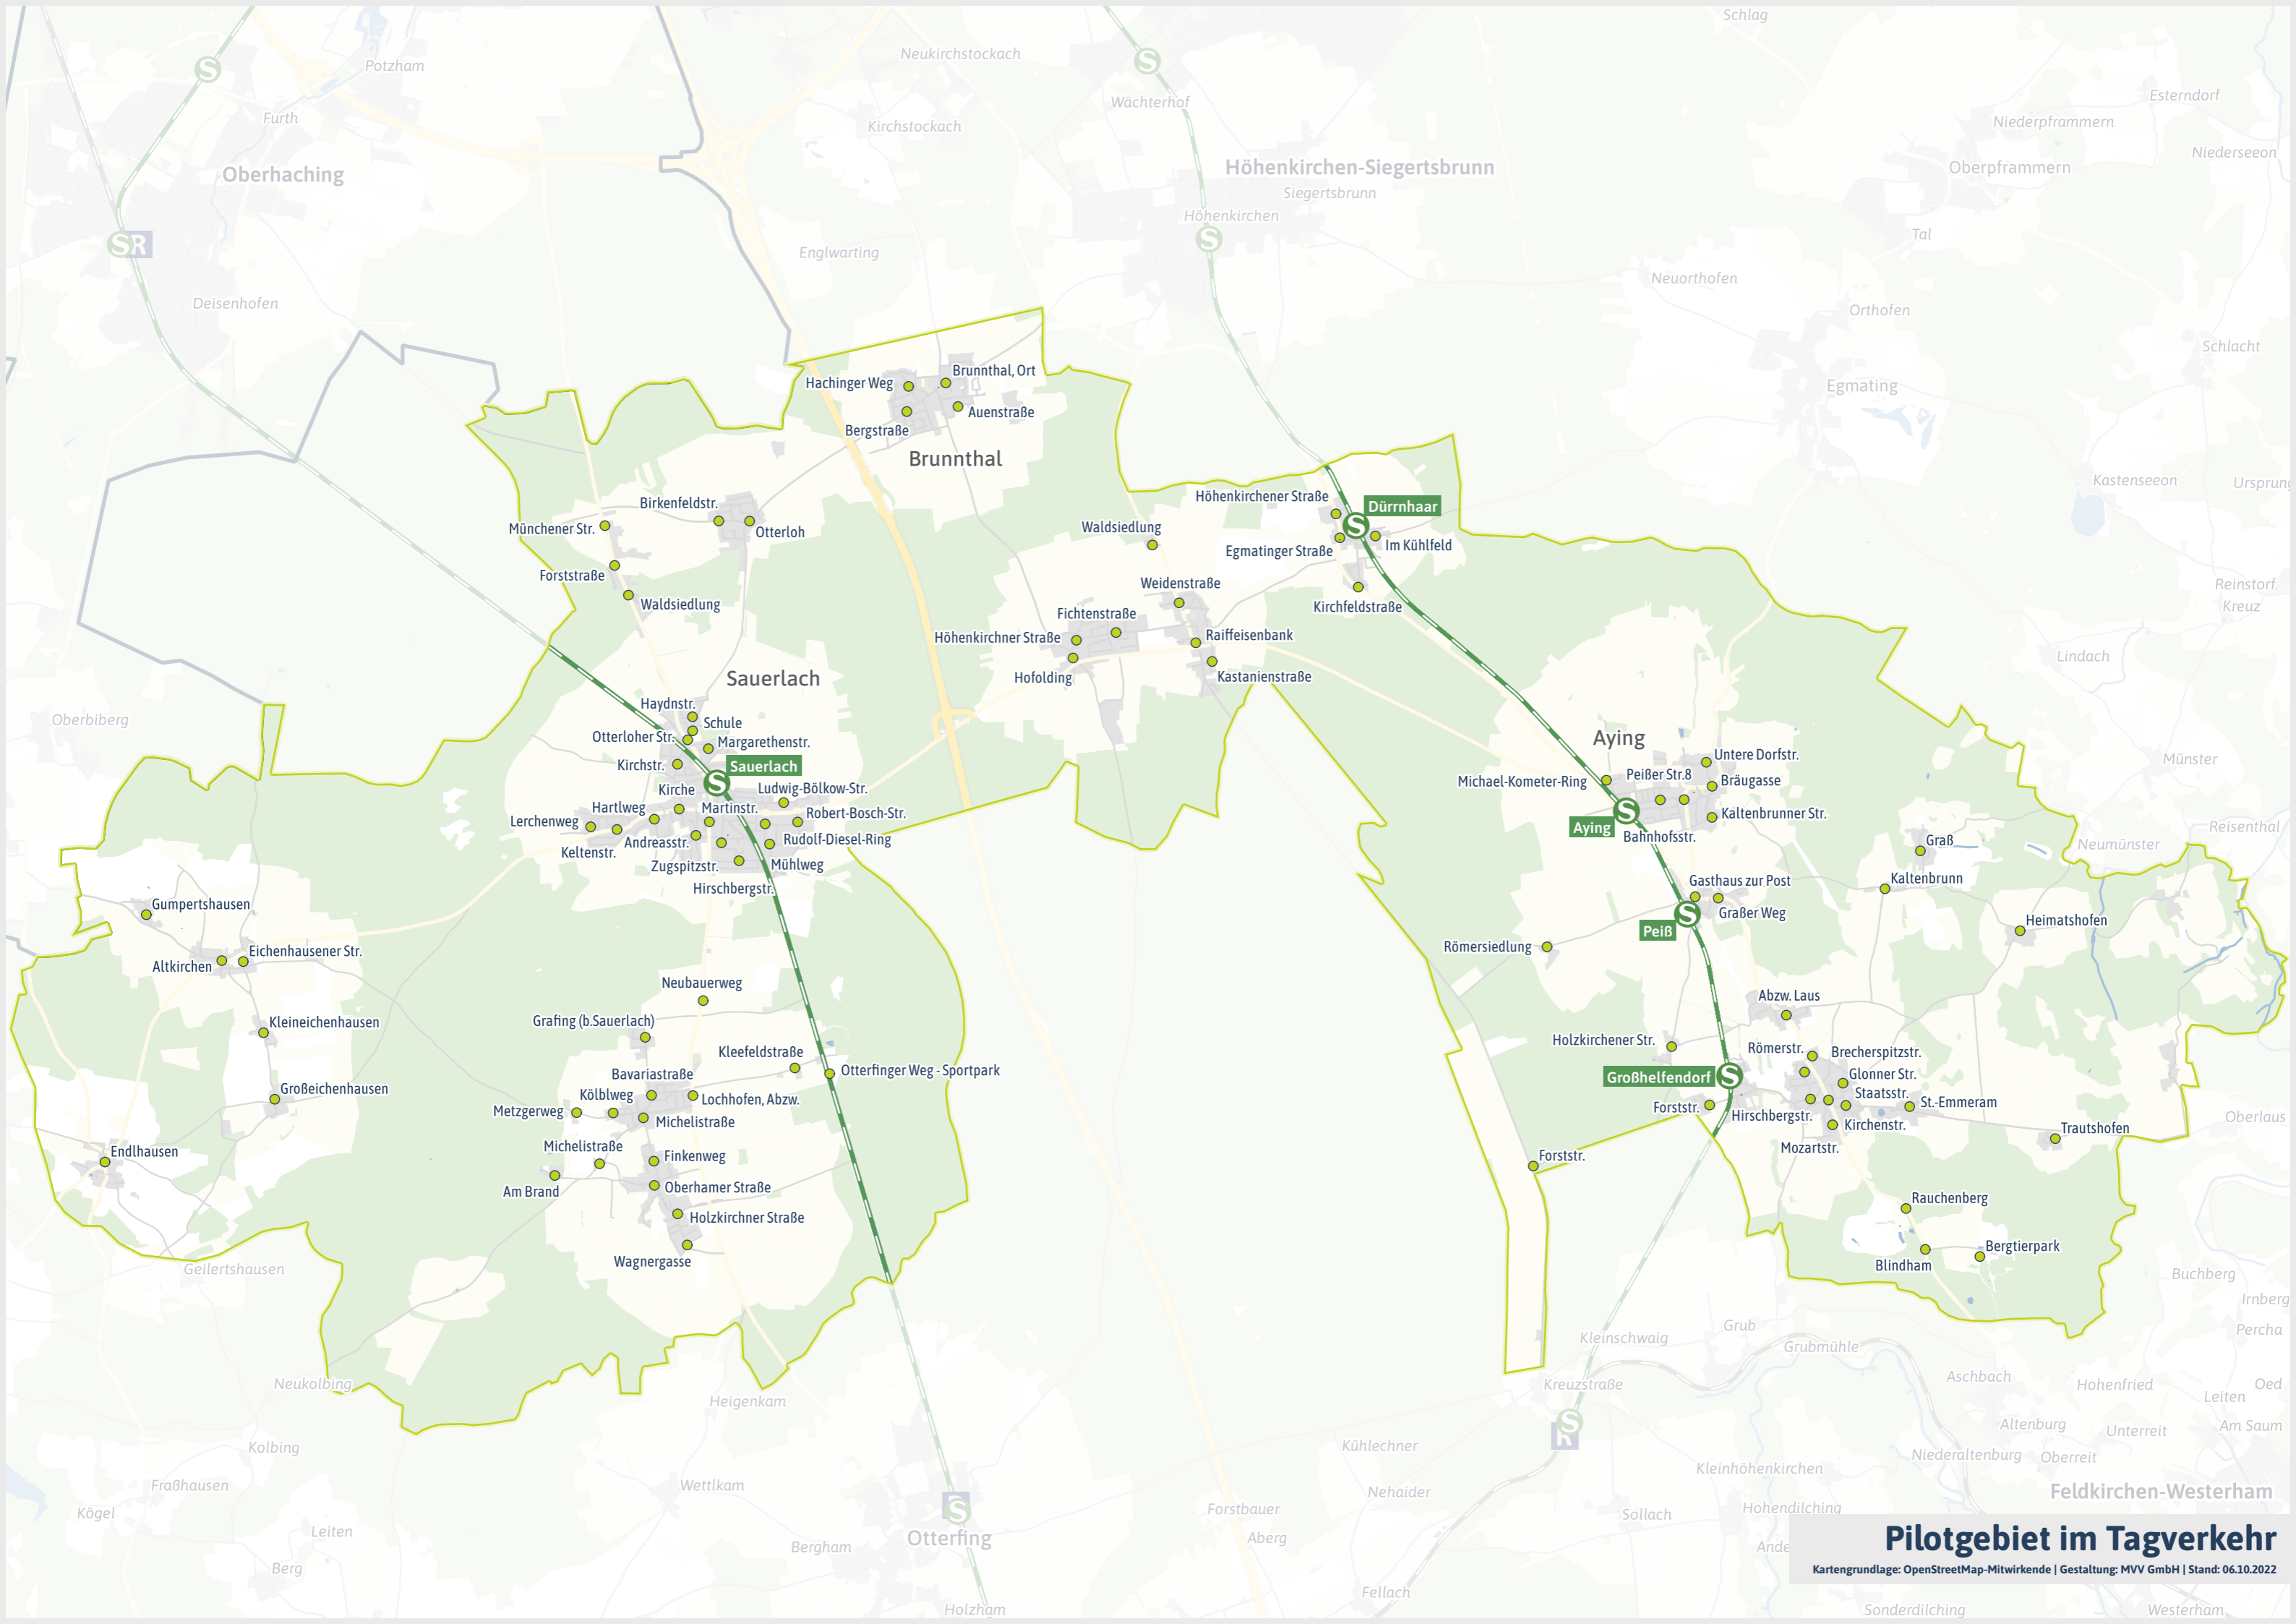 Schlag
Potzham
Neukirchstockach
Wächterhof
Esterndorf
Furth
Kirchstockach
Niederpframmern
Niederseeon
Oberhaching
Höhenkirchen-Siegertsbrunn
Siegertsbrunn
Oberpframmern
Höhenkirchen
S
S
S
SR
Tal
Englwarting
Neuorthofen
Deisenhofen
Orthofen
Schlacht
Egmating
Kastenseeon
Ursprung
Hachinger Weg
Brunnthal, Ort
Auenstraße
Bergstraße
Brunnthal
Birkenfeldstr.
Münchener Str.
Otterloh
Forststraße
Waldsiedlung
Höhenkirchener Straße
Dürrnhaar
S
Waldsiedlung
Egmatinger Straße
Im Kühlfeld
Weidenstraße
Kirchfeldstraße
Fichtenstraße
Höhenkirchner Straße
Raiffeisenbank
Hofolding
Kastanienstraße
Reinstorf
Kreuz
Lindach
Münster
Reisenthal
Neumünster
Oberbiberg
Sauerlach
Haydnstr.
Schule
Otterloher Str.
Margarethenstr.
Kirchstr.
Sauerlach
S
Kirche
Ludwig-Bölkow-Str.
Hartlweg
Martinstr.
Robert-Bosch-Str.
Lerchenweg
Andreasstr.
Rudolf-Diesel-Ring
Keltenstr.
Zugspitzstr.
Mühlweg
Hirschbergstr.
Aying
Untere Dorfstr.
Michael-Kometer-Ring
Peißer Str.8
Bräugasse
S
Aying
Kaltenbrunner Str.
Bahnhofsstr.
Graß
Gasthaus zur Post
Kaltenbrunn
Graßer Weg
S
Peiß
Heimatshofen
Römersiedlung
Gumpertshausen
Eichenhausener Str.
Altkirchen
Kleineichenhausen
Großeichenhausen
Endlhausen
Neubauerweg
Grafing (b.Sauerlach)
Kleefeldstraße
Otterfinger Weg - Sportpark
Bavariastraße
Kölblweg
Metzgerweg
Lochhofen, Abzw.
Michelistraße
Michelistraße
Finkenweg
Am Brand
Oberhamer Straße
Holzkirchner Straße
Wagnergasse
Abzw. Laus
Holzkirchener Str.
Römerstr.
Brecherspitzstr.
Großhelfendorf
S
Glonner Str.
Staatsstr.
St.-Emmeram
Forststr.
Hirschbergstr.
Kirchenstr.
Mozartstr.
Trautshofen
Forststr.
Rauchenberg
Bergtierpark
Blindham
Oberlaus
Geilertshausen
Buchberg
Irnberg
Percha
Kleinschwaig
Grub
Grubmühle
Neukolbing
Kreuzstraße
Aschbach
Hohenfried
Oed
Leiten
Heigenkam
S
R
Altenburg
Unterreit
Am Saum
Kolbing
Kühlechner
Niederaltenburg
Oberreit
Fraßhausen
Wettlkam
Kleinhöhenkirchen
Nehaider
Feldkirchen-Westerham
Kögel
S
Forstbauer
Sollach
Hohendilching
Leiten
Otterfing
Aberg
Bergham
Ande
Berg
Fellach
Holzham
Sonderdilching
Westerham
Pilotgebiet im Tagverkehr
Kartengrundlage: OpenStreetMap-Mitwirkende | Gestaltung: MVV GmbH | Stand: 06.10.2022